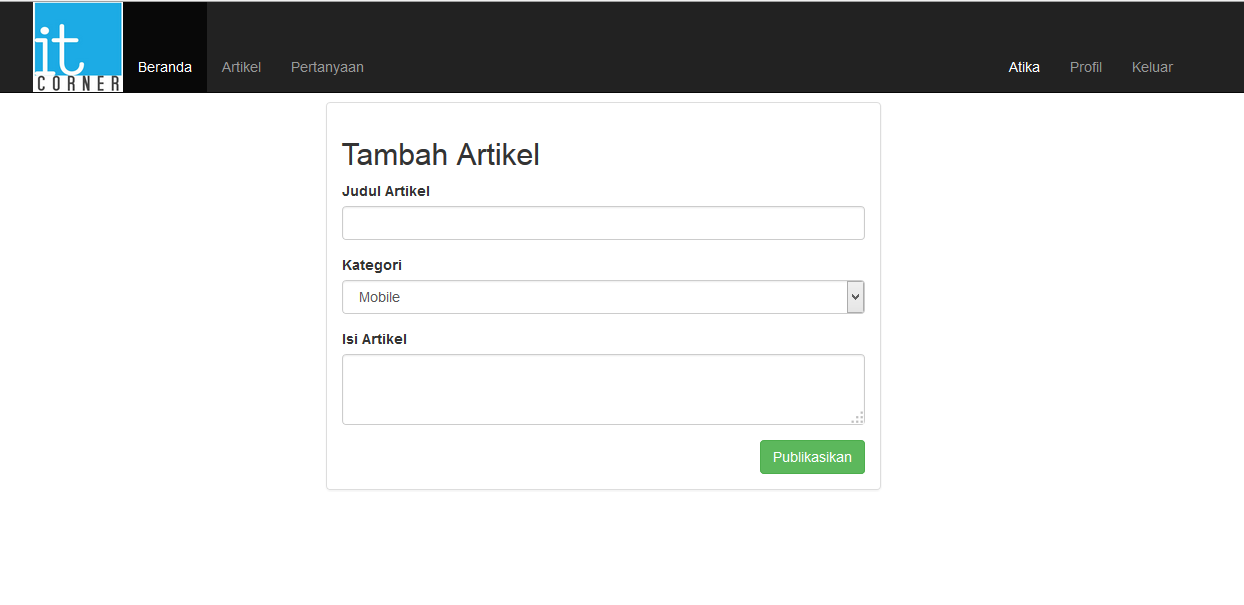 it
CORNER
Beranda Artikel Pertanyaan Atika Profil Keluar
Tambah Artikel
Judul Artikel
Kategori
Mobile
Isi Artikel
Publikasikan